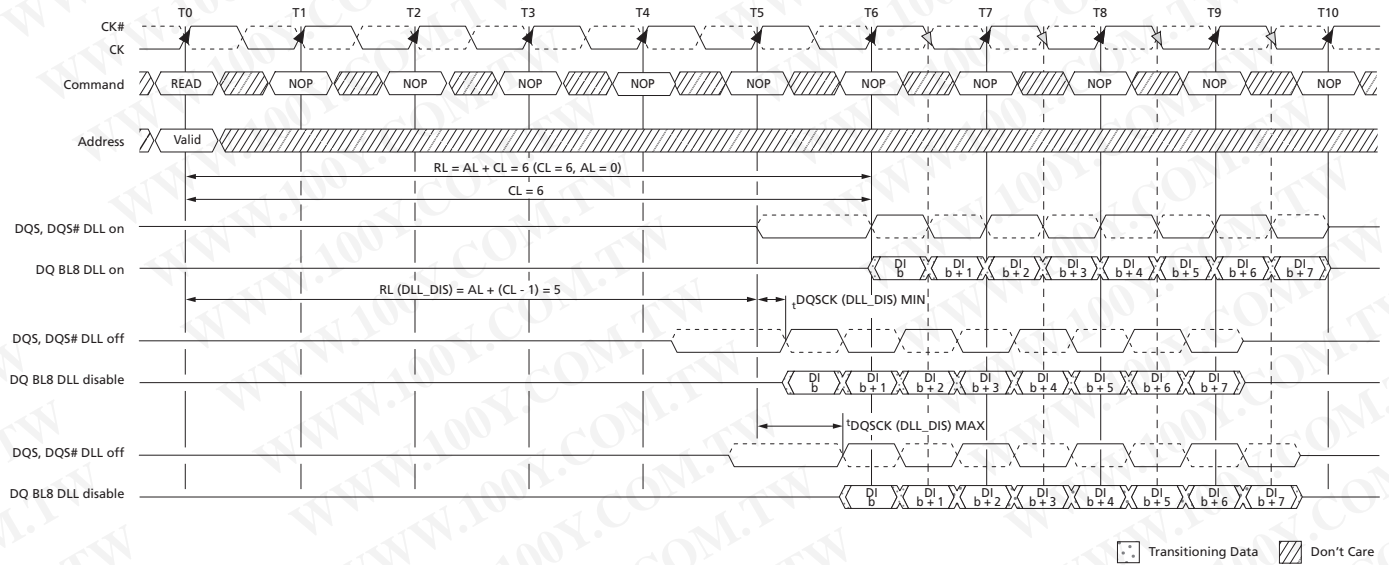 T0 T1 T2 T3 T4 T5 T6 T7 T8 T9 T10
CK#
CK
Command READ NOP NOP NOP NOP NOP NOP NOP NOP NOP NOP
Address Valid
RL = AL + CL = 6 (CL = 6, AL = 0)
CL = 6
DQS, DQS# DLL on
DQ BL8 DLL on DI b DI b + 1 DI b + 2 DI b + 3 DI b + 4 DI b + 5 DI b + 6 DI b + 7
RL (DLL_DIS) = AL + (CL - 1) = 5
tDQSCK (DLL_DIS) MIN
DQS, DQS# DLL off
DQ BL8 DLL disable DI b DI b + 1 DI b + 2 DI b + 3 DI b + 4 DI b + 5 DI b + 6 DI b + 7
tDQSCK (DLL_DIS) MAX
DQS, DQS# DLL off
DQ BL8 DLL disable DI b DI b + 1 DI b + 2 DI b + 3 DI b + 4 DI b + 5 DI b + 6 DI b + 7
Transitioning Data Don't Care
WWW.100Y.COM.TW